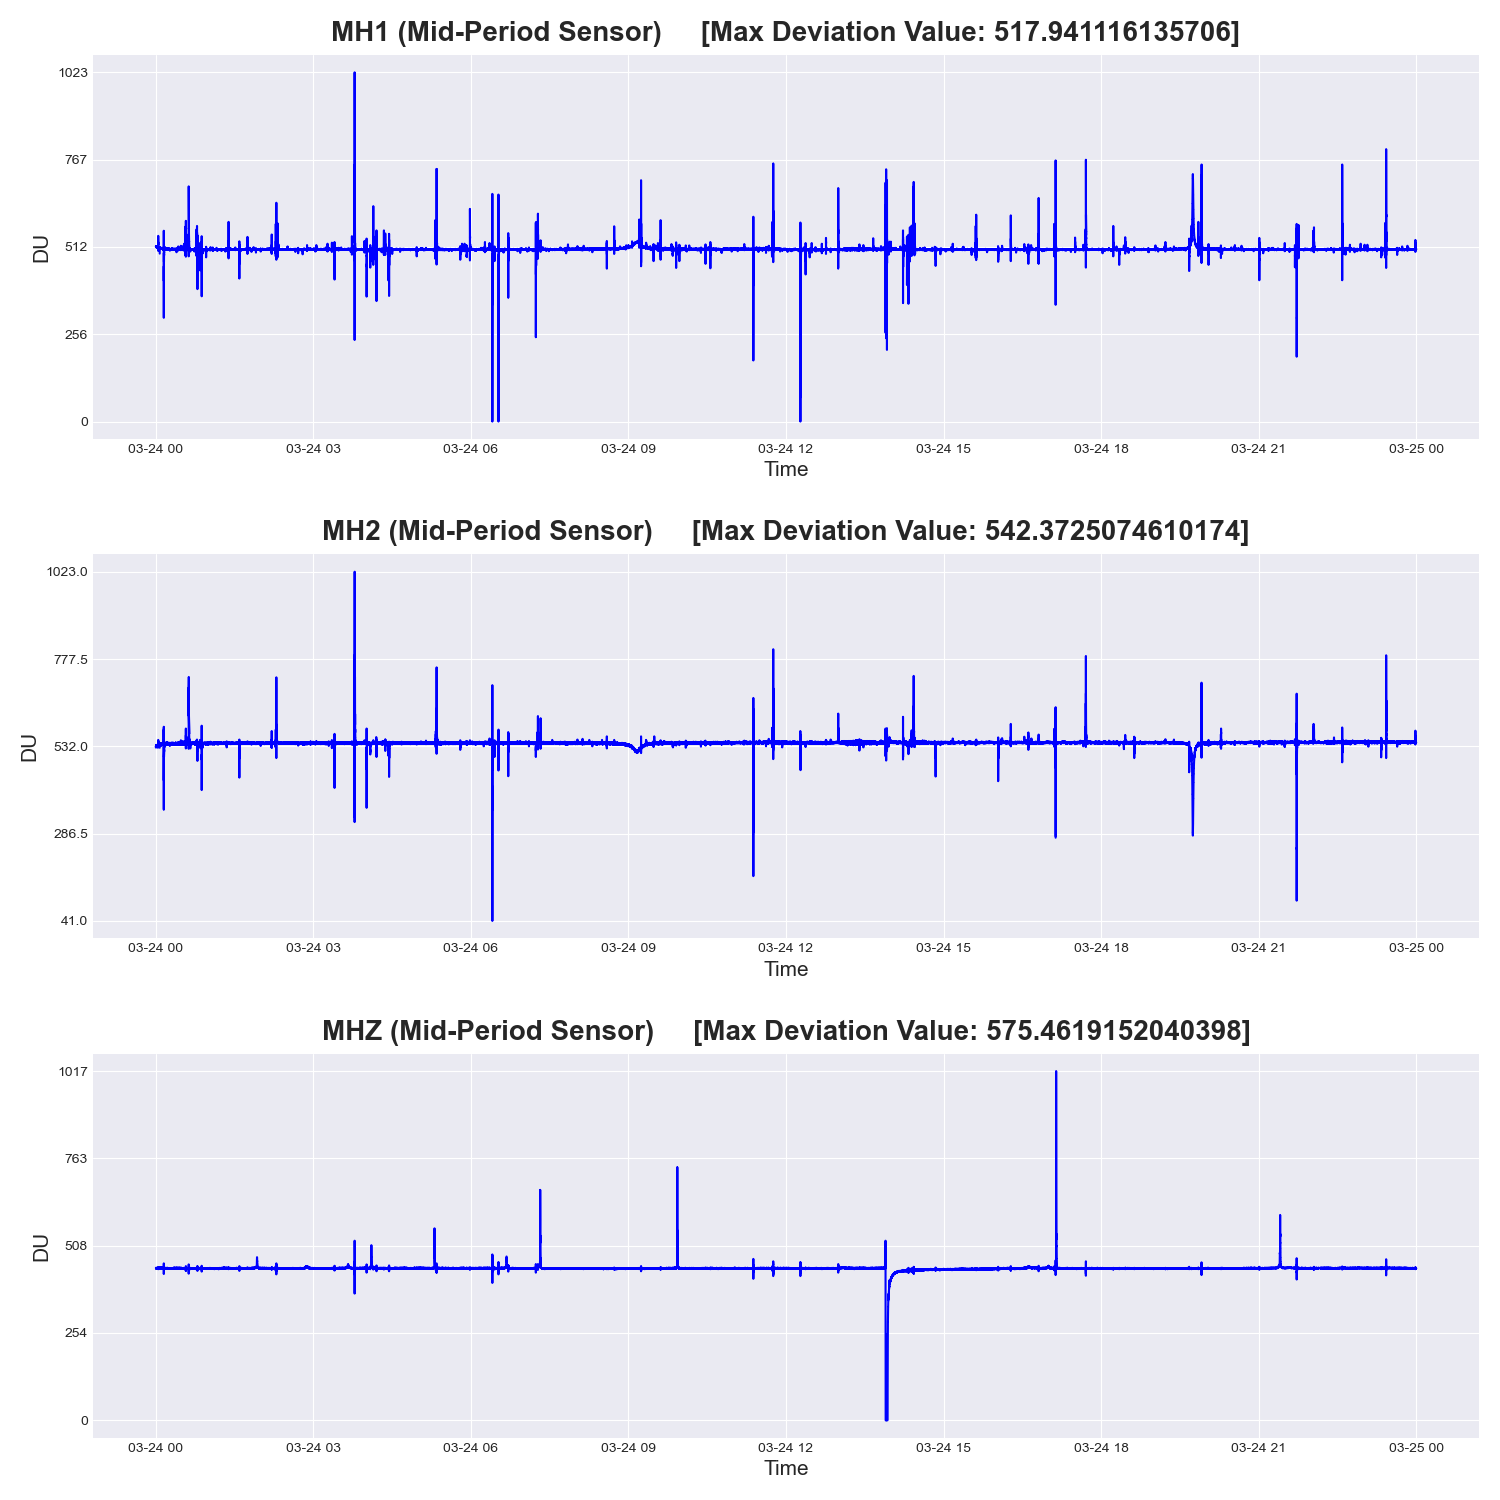 MH1 (Mid-Period Sensor) [Max Deviation Value: 517.941116135706]
1023
767
512
256
0
DU
03-24 00 03-24 03 03-24 06 03-24 09 03-24 12 03-24 15 03-24 18 03-24 21 03-25 00
Time
MH2 (Mid-Period Sensor) [Max Deviation Value: 542.3725074610174]
1023.0
777.5
532.0
286.5
41.0
DU
03-24 00 03-24 03 03-24 06 03-24 09 03-24 12 03-24 15 03-24 18 03-24 21 03-25 00
Time
MHZ (Mid-Period Sensor) [Max Deviation Value: 575.4619152040398]
1017
763
508
254
0
DU
03-24 00 03-24 03 03-24 06 03-24 09 03-24 12 03-24 15 03-24 18 03-24 21 03-25 00
Time